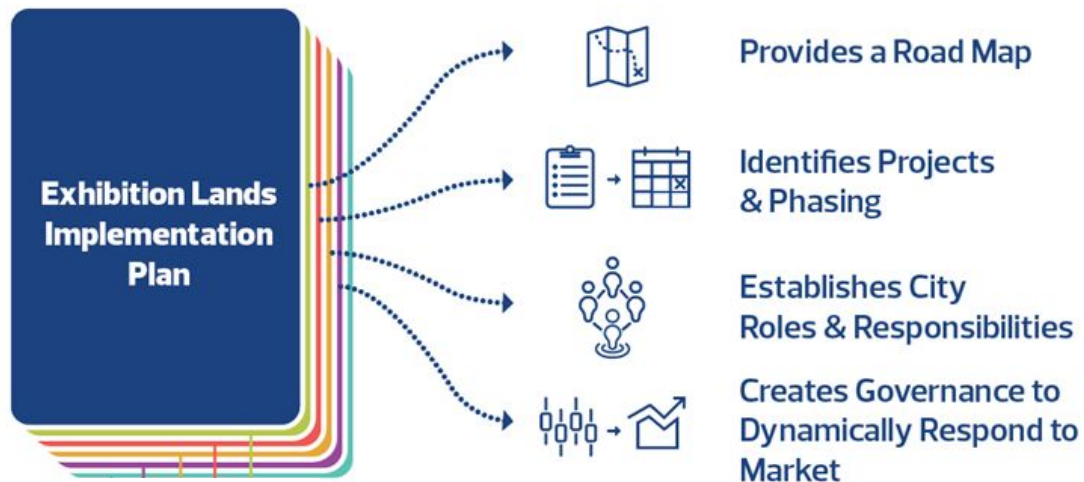 Exhibition Lands
Implementation
Plan
Provides a Road Map
Identifies Projects
& Phasing
Establishes City
Roles & Responsibilities
Creates Governance to
Dynamically Respond to
Market